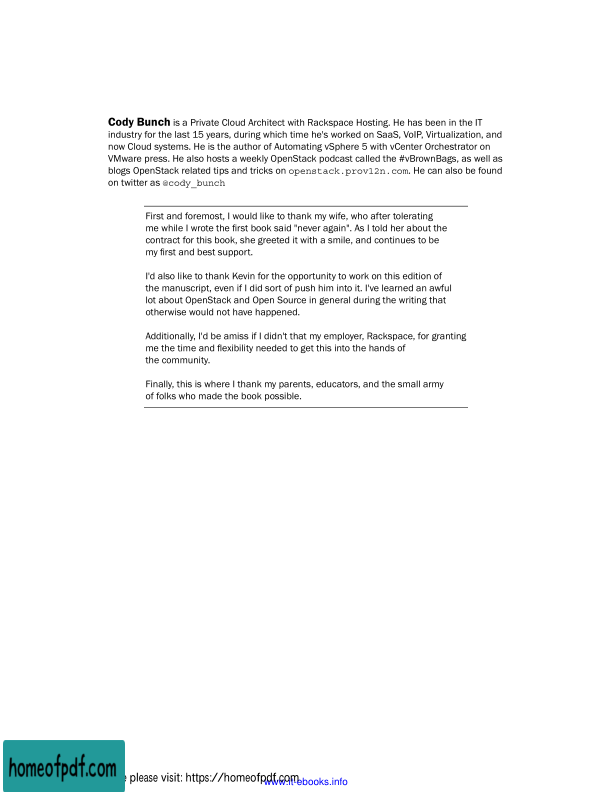 Cody Bunch is a Private Cloud Architect with Rackspace Hosting. He has been in the IT
industry for the last 15 years, during which time he's worked on SaaS, VoIP, Virtualization, and
now Cloud systems. He is the author of Automating vSphere 5 with vCenter Orchestrator on
VMware press. He also hosts a weekly OpenStack podcast called the #vBrownBags, as well as
blogs OpenStack related tips and tricks on openstack.prov12n.com. He can also be found
on twitter as @cody_bunch
First and foremost, I would like to thank my wife, who after tolerating
me while I wrote the first book said "never again". As I told her about the
contract for this book, she greeted it with a smile, and continues to be
my first and best support.
I'd also like to thank Kevin for the opportunity to work on this edition of
the manuscript, even if I did sort of push him into it. I've learned an awful
lot about OpenStack and Open Source in general during the writing that
otherwise would not have happened.
Additionally, I'd be amiss if I didn't that my employer, Rackspace, for granting
me the time and flexibility needed to get this into the hands of
the community.
Finally, this is where I thank my parents, educators, and the small army
of folks who made the book possible.
homeofpdf.com
please visit: https://homeofpdf.com
www.it-ebooks.info